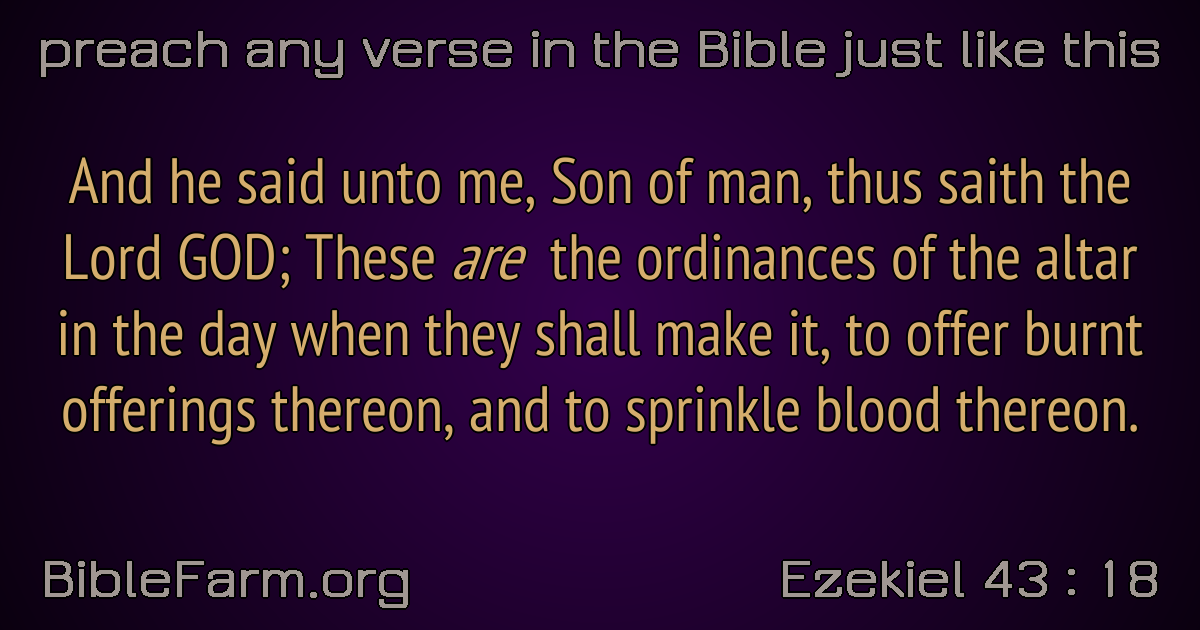 preach any verse in the Bible just like this
And he said unto me, Son of man, thus saith the
Lord GOD; These are the ordinances of the altar
in the day when they shall make it, to offer burnt
offerings thereon, and to sprinkle blood thereon.
BibleFarm.org
Ezekiel 43 : 18